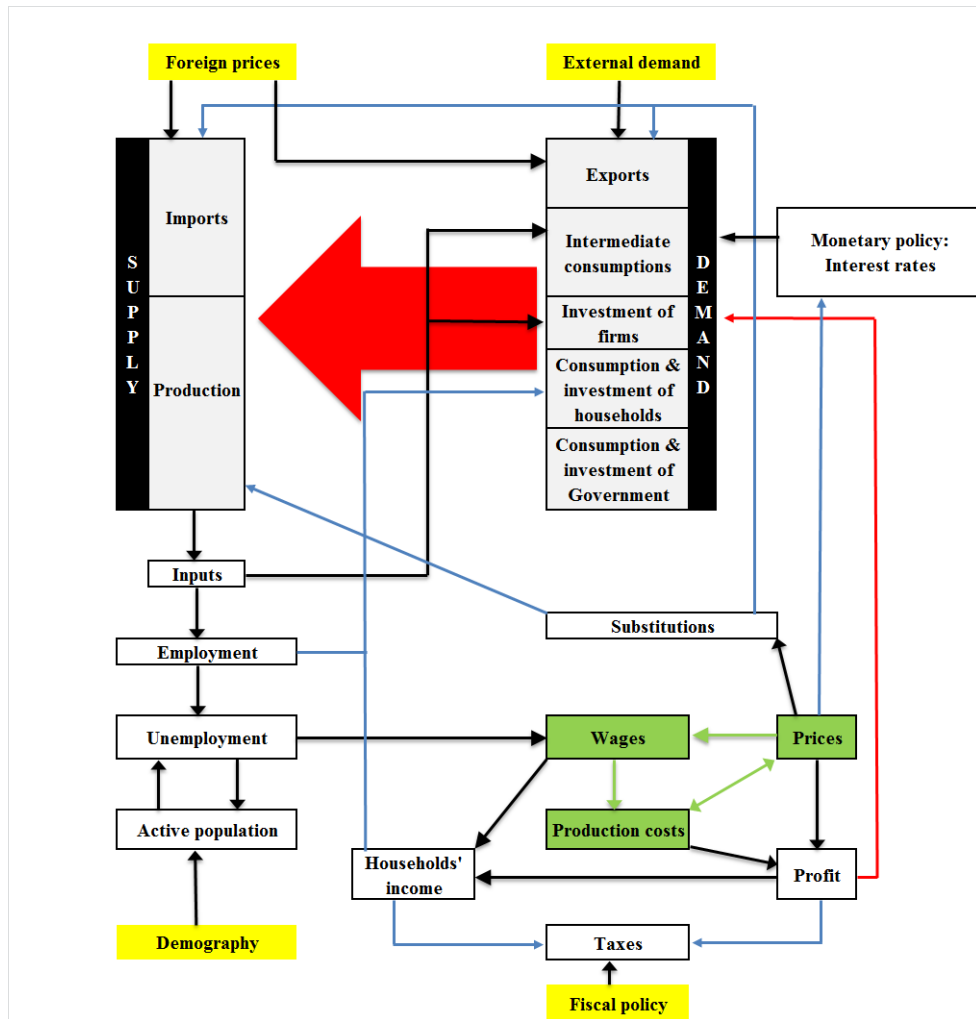 Foreign prices
External demand
SUPPLY
Imports
Production
Exports
Intermediate
consumptions
Investment of
firms
Consumption &
investment of
households
Consumption &
investment of
Government
DEMAND
Monetary policy:
Interest rates
Inputs
Substitutions
Employment
Unemployment
Wages
Prices
Active population
Production costs
Households'
income
Profit
Demography
Taxes
Fiscal policy